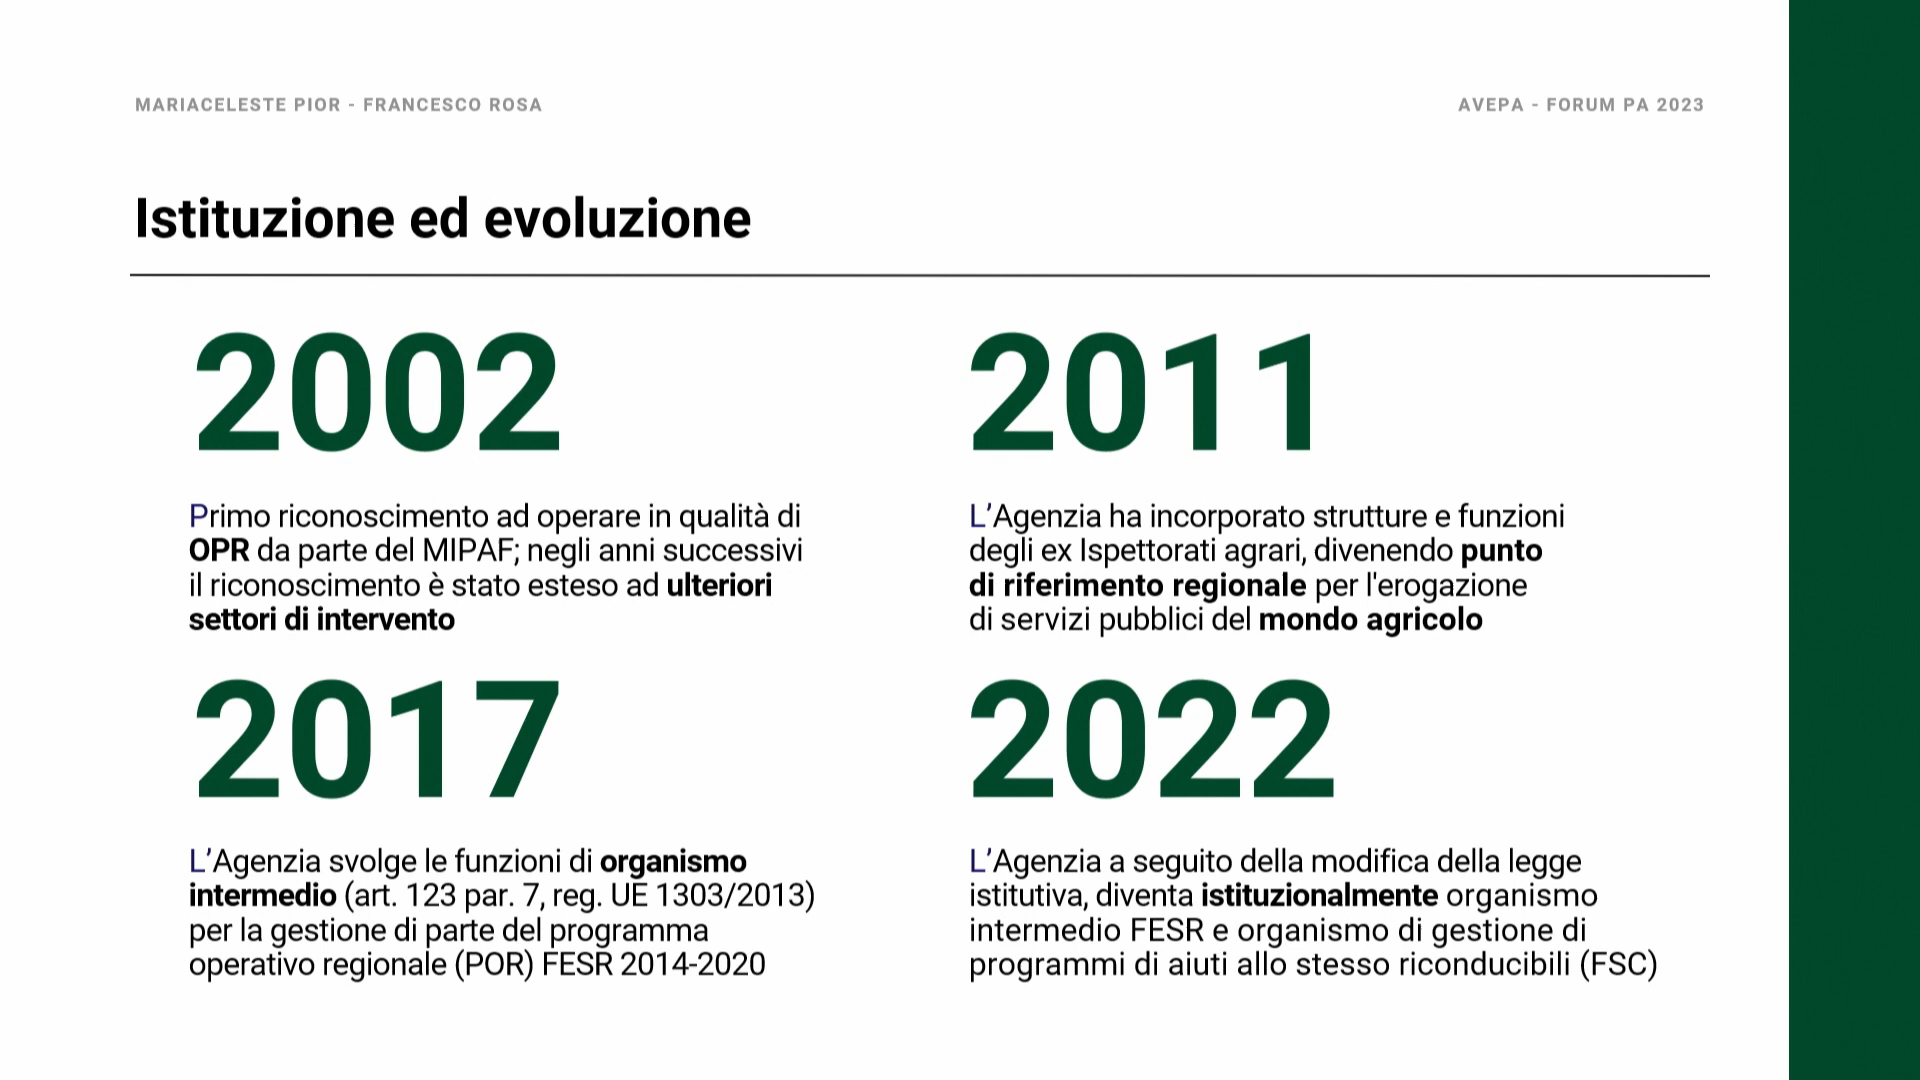 MARIACELESTE PIOR - FRANCESCO ROSA
AVEPA - FORUM PA 2023
Istituzione ed evoluzione
2002
Primo riconoscimento ad operare in qualità di
OPR da parte del MIPAF; negli anni successivi
il riconoscimento è stato esteso ad ulteriori
settori di intervento
2011
L’Agenzia ha incorporato strutture e funzioni
degli ex Ispettorati agrari, divenendo punto
di riferimento regionale per l'erogazione
di servizi pubblici del mondo agricolo
2017
L’Agenzia svolge le funzioni di organismo
intermedio (art. 123 par. 7, reg. UE 1303/2013)
per la gestione di parte del programma
operativo regionale (POR) FESR 2014-2020
2022
L’Agenzia a seguito della modifica della legge
istitutiva, diventa istituzionalmente organismo
intermedio FESR e organismo di gestione di
programmi di aiuti allo stesso riconducibili (FSC)